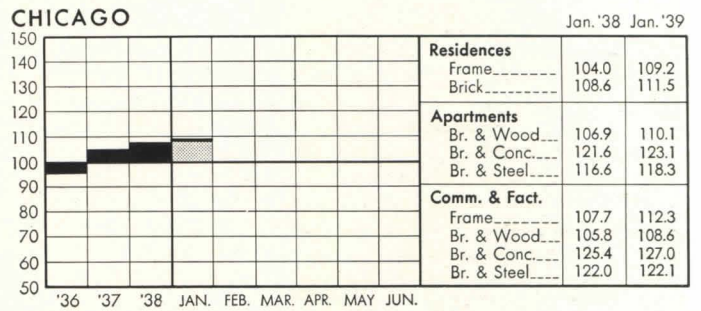 CHICAGO
Jan. '38 Jan. '39
150
140
130
120
110
100
90
80
70
60
50
'36 '37 '38 JAN. FEB. MAR. APR. MAY JUN.
Residences
Frame 104.0 109.2
Brick 108.6 111.5
Apartments
Br. & Wood 106.9 110.1
Br. & Conc. 121.6 123.1
Br. & Steel 116.6 118.3
Comm. & Fact.
Frame 107.7 112.3
Br. & Wood 105.8 108.6
Br. & Conc. 125.4 127.0
Br. & Steel 122.0 122.1